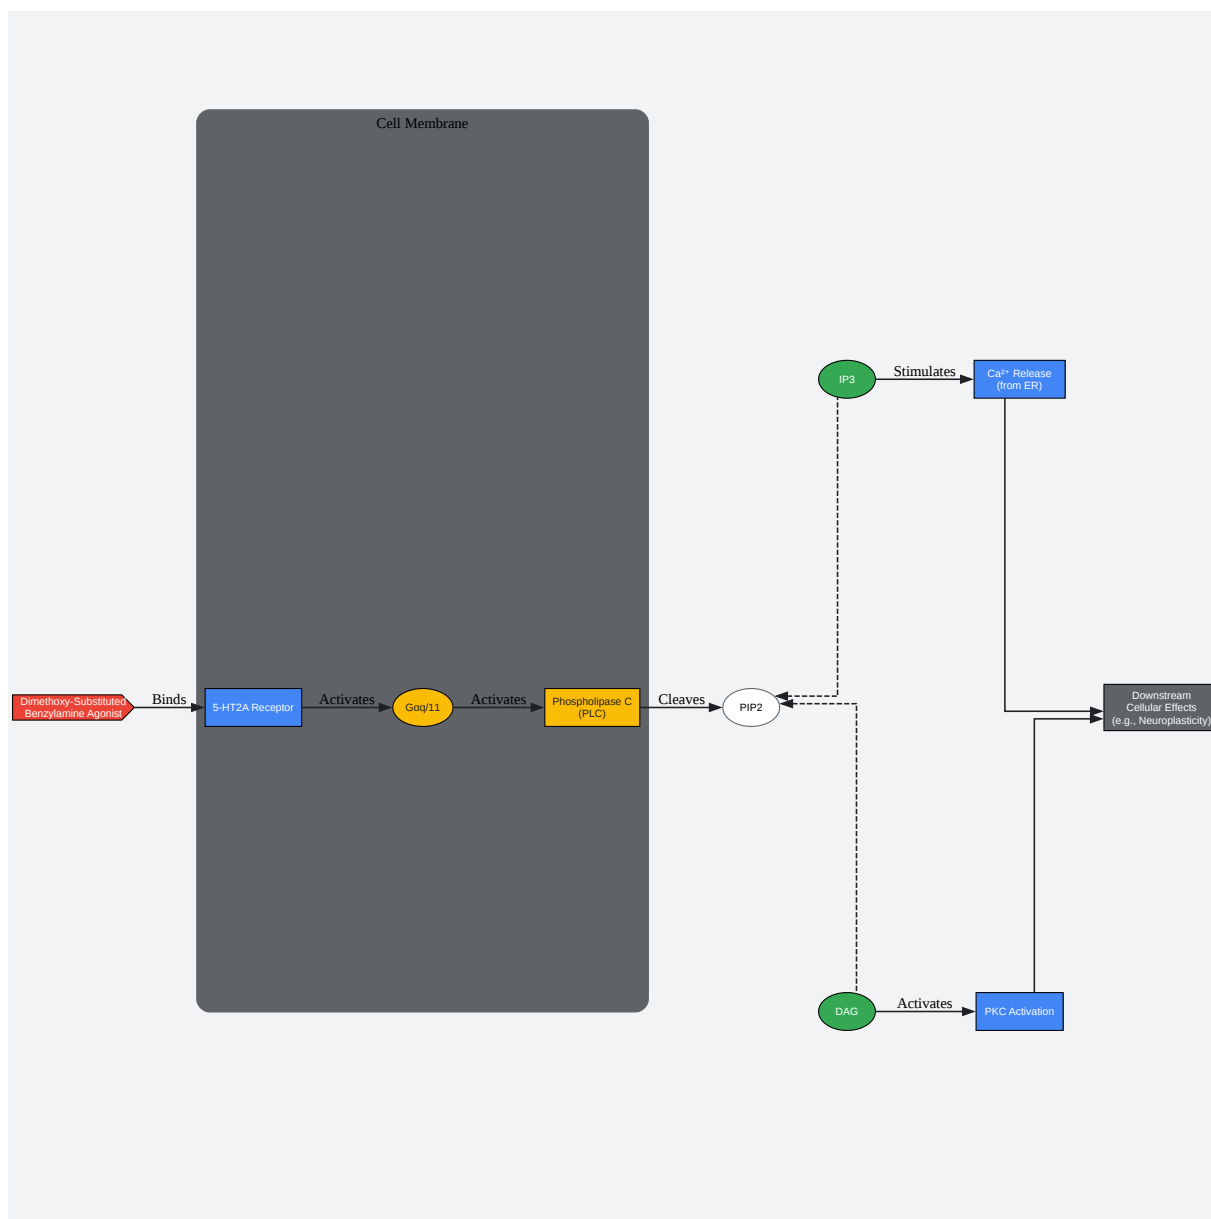 Cell Membrane
IP3
Stimulates
Ca²⁺ Release
(from ER)
Dimethoxy-Substituted
Benzylamine Agonist
Binds
5-HT2A Receptor
Activates
Gαq/11
Activates
Phospholipase C
(PLC)
Cleaves
PIP2
Downstream
Cellular Effects
(e.g., Neuroplasticity)
DAG
Activates
PKC Activation